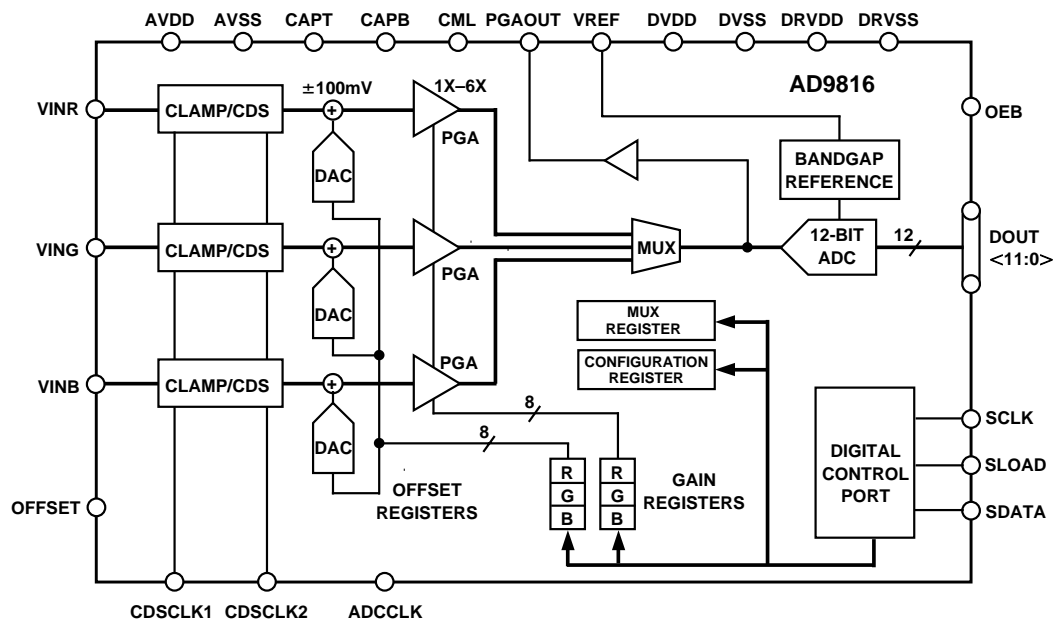 AVDD AVSS CAPT CAPB CML PGAOUT VREF DVDD DVSS DRVDD DRVSS
±100mV 1X–6X AD9816
VINR CLAMP/CDS + OEB
PGA
DAC BANDGAP
REFERENCE
VING CLAMP/CDS + MUX 12-BIT
ADC 12 DOUT
<11:0>
PGA
DAC MUX
REGISTER
PGA CONFIGURATION
REGISTER
VINB CLAMP/CDS +
8 SCLK
8
DAC DIGITAL
CONTROL
PORT SLOAD
R R
G G
B B
OFFSET
REGISTERS GAIN
REGISTERS
OFFSET SDATA
CDSCLK1 CDSCLK2 ADCCLK